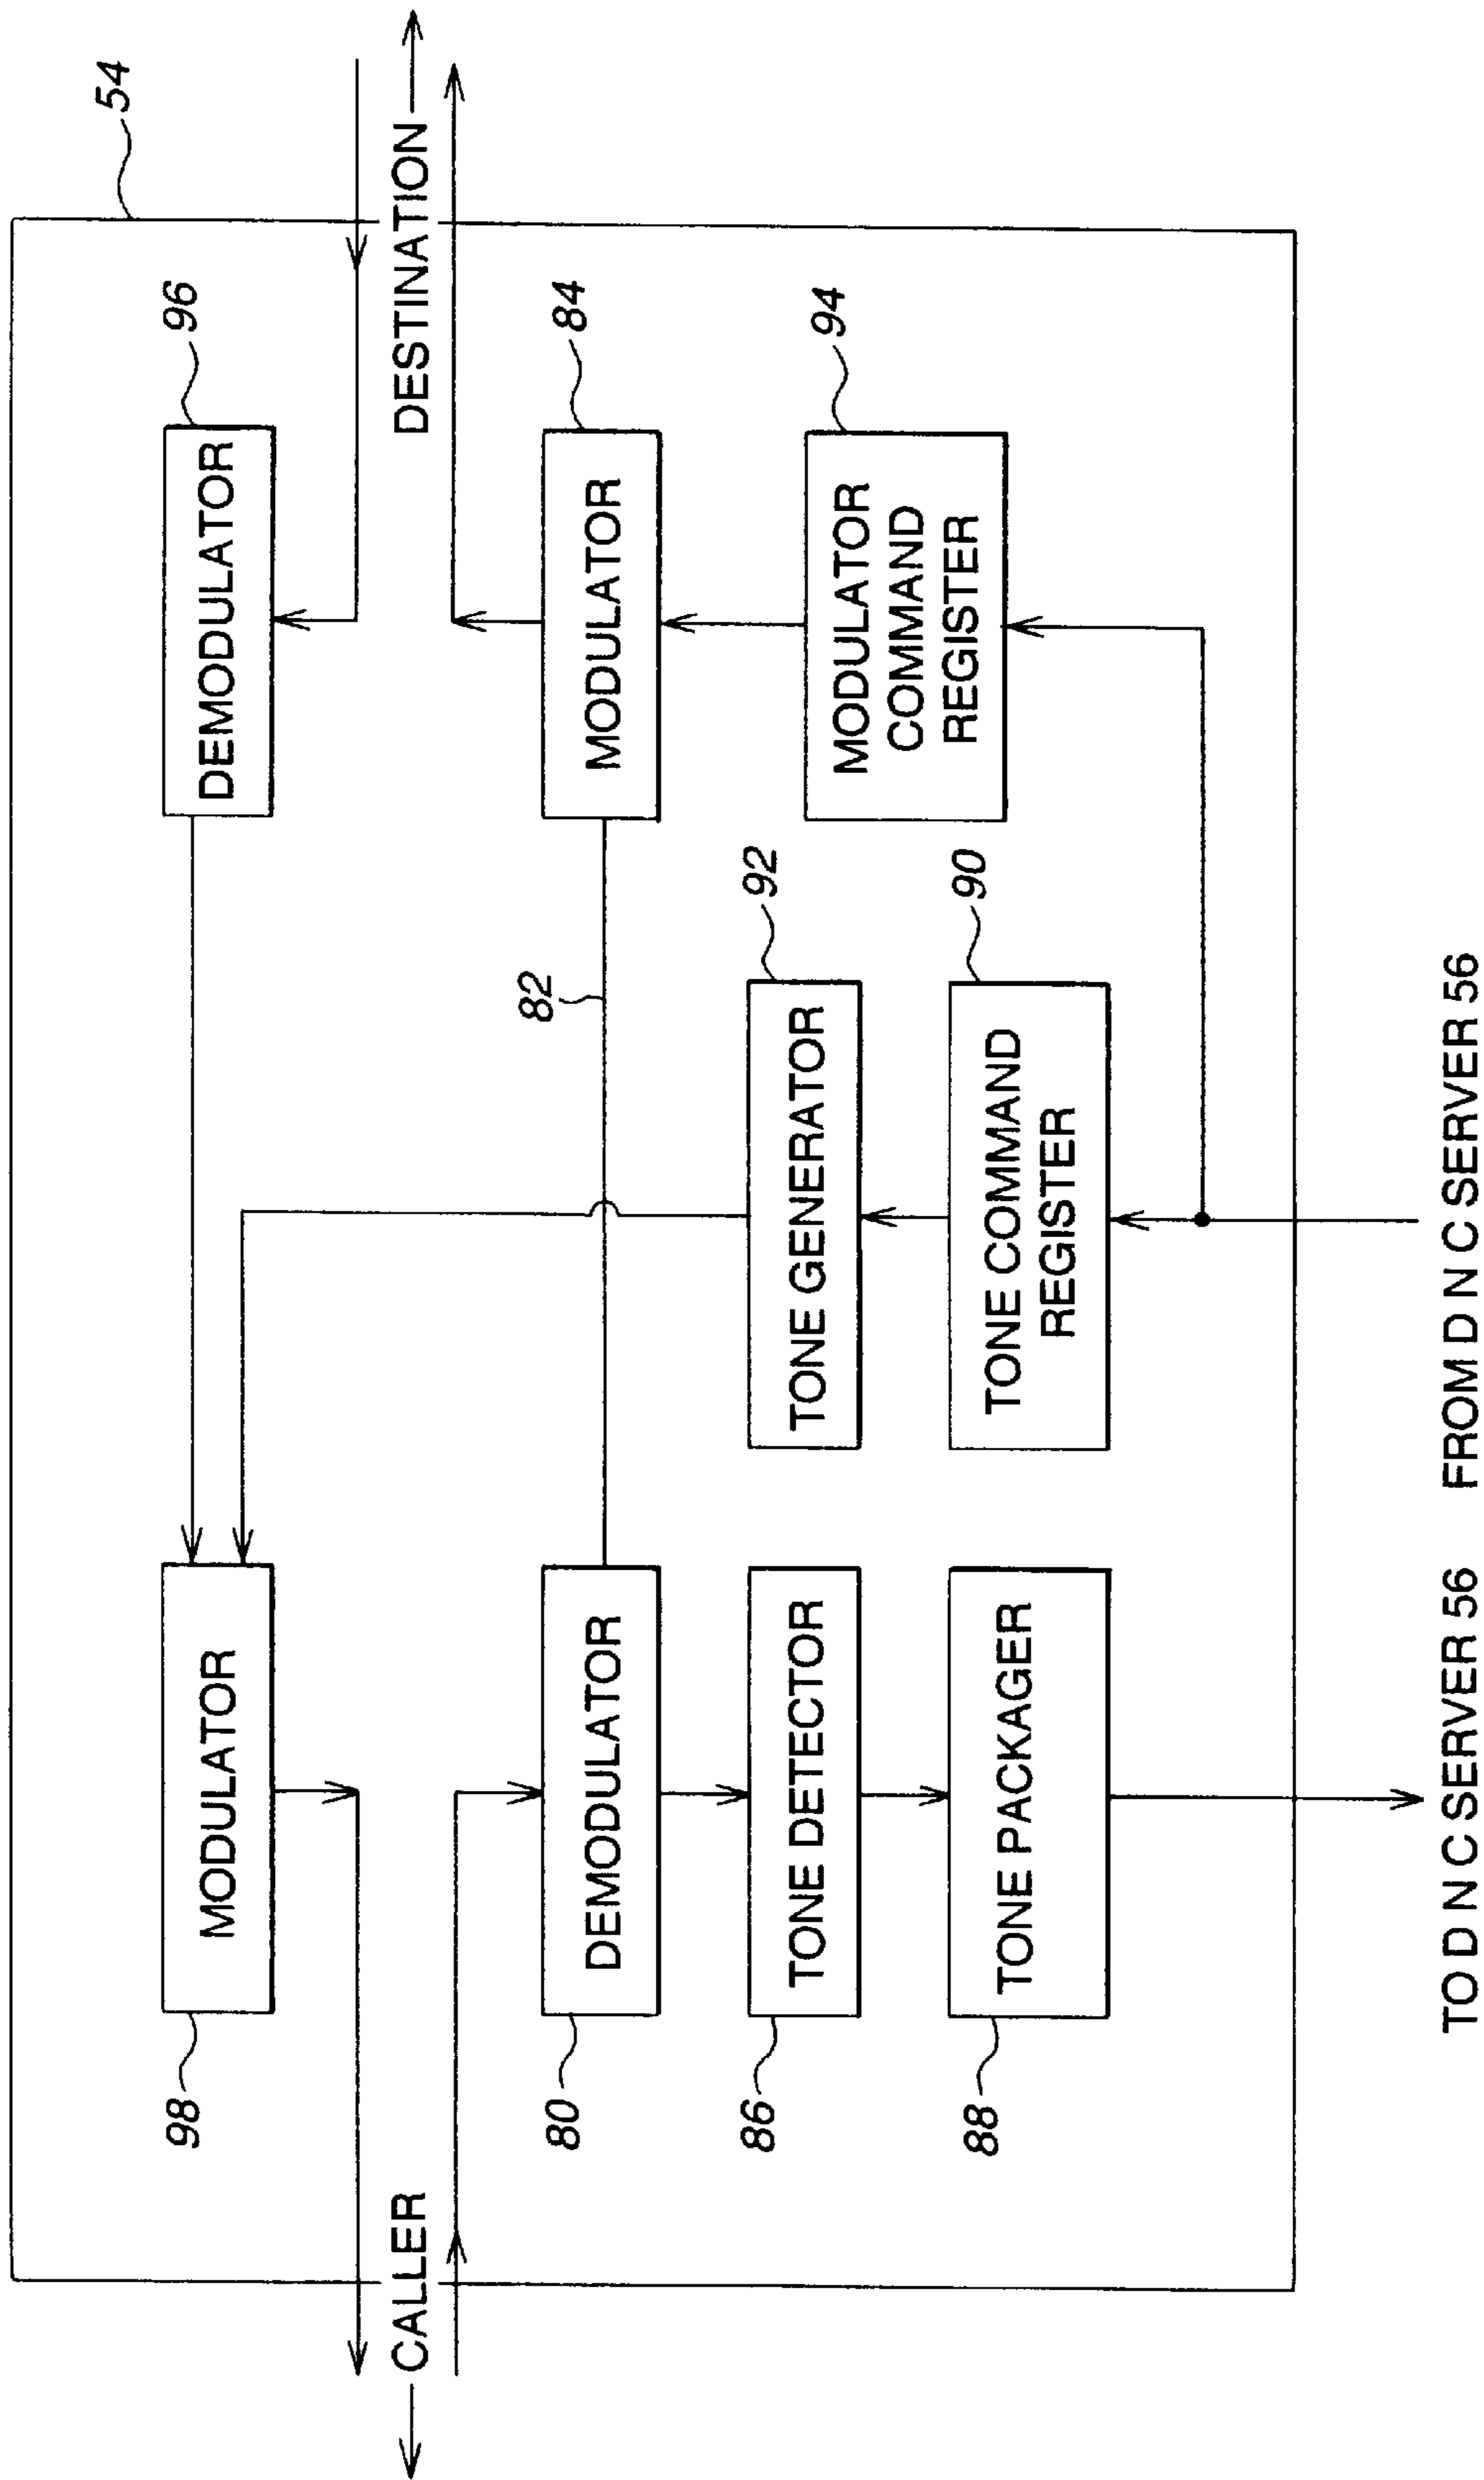 54
98
MODULATOR
DEMODULATOR
96
CALLER
DESTINATION
80
DEMODULATOR
82
MODULATOR
84
86
TONE DETECTOR
TONE GENERATOR
92
MODULATOR
COMMAND
REGISTER
94
88
TONE PACKAGER
TONE COMMAND
REGISTER
90
TO D N C SERVER 56
FROM D N C SERVER 56